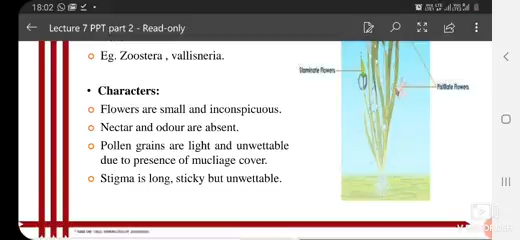 18:02
Lecture 7 PPT part 2 - Read-only
Eg. Zoostera , vallisneria.
Characters:
Flowers are small and inconspicuous.
Nectar and odour are absent.
Pollen grains are light and unwettable
due to presence of mucliage cover.
Stigma is long, sticky but unwettable.
Staminate Flowers
Pistillate Flowers